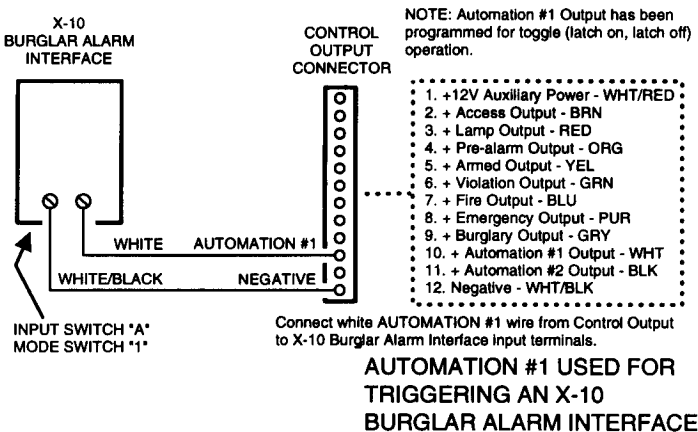 X-10
BURGLAR ALARM
INTERFACE
CONTROL
OUTPUT
CONNECTOR
NOTE: Automation #1 Output has been
programmed for toggle (latch on, latch off)
operation.
1. +12V Auxiliary Power - WHT/RED
2. + Access Output - BRN
3. + Lamp Output - RED
4. + Pre-alarm Output - ORG
5. + Armed Output - YEL
6. + Violation Output - GRN
7. + Fire Output - BLU
8. + Emergency Output - PUR
9. + Burglary Output - GRY
10. + Automation #1 Output - WHT
11. + Automation #2 Output - BLK
12. Negative - WHT/BLK
WHITE AUTOMATION #1
WHITE/BLACK NEGATIVE
INPUT SWITCH "A"
MODE SWITCH "1"
Connect white AUTOMATION #1 wire from Control Output
to X-10 Burglar Alarm Interface input terminals.
AUTOMATION #1 USED FOR
TRIGGERING AN X-10
BURGLAR ALARM INTERFACE